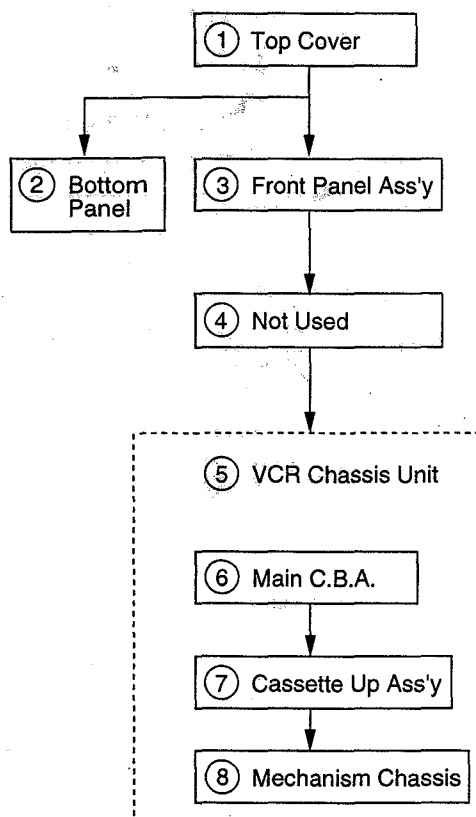 1 Top Cover
2 Bottom
Panel
3 Front Panel Ass'y
4 Not Used
5 VCR Chassis Unit
6 Main C.B.A.
7 Cassette Up Ass'y
8 Mechanism Chassis